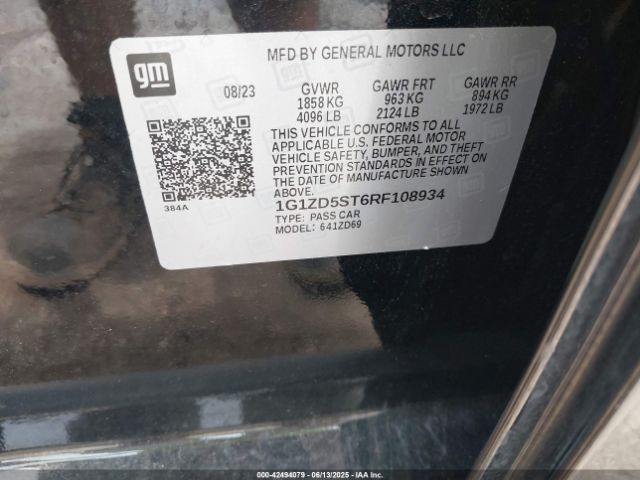 gm
MFD BY GENERAL MOTORS LLC
08/23 GVWR GAWR FRT GAWR RR
1858 KG 963 KG 894 KG
4096 LB 2124 LB 1972 LB
THIS VEHICLE CONFORMS TO ALL
APPLICABLE U.S. FEDERAL MOTOR
VEHICLE SAFETY, BUMPER, AND THEFT
PREVENTION STANDARDS IN EFFECT ON
THE DATE OF MANUFACTURE SHOWN
ABOVE.
384A
1G1ZD5ST6RF108934
TYPE: PASS CAR
MODEL: 641ZD69
000-42494079 - 06/13/2025 - IAA